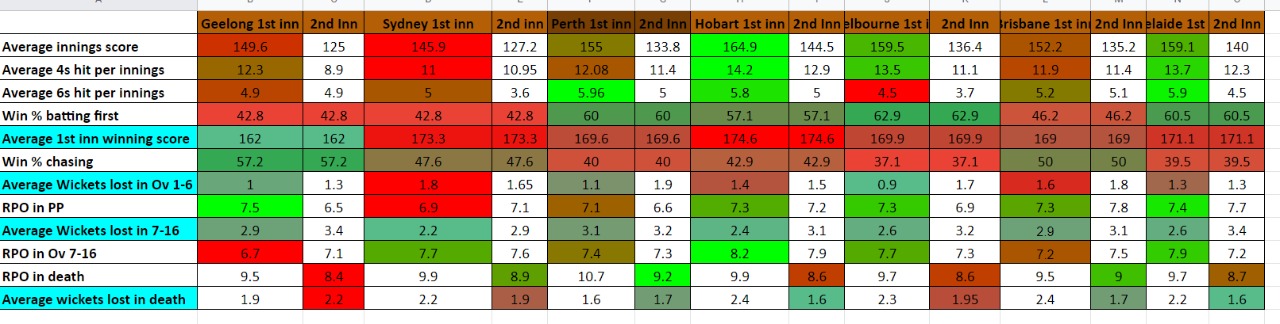 Geelong 1st inn 2nd Inn Sydney 1st inn 2nd inn Perth 1st inn 2nd Inn Hobart 1st inn 2nd Inn elbourne 1st i 2nd Inn risbane 1st inn 2nd Inn elaide 1st 2nd Inn
Average innings score 149.6 125 145.9 127.2 155 133.8 164.9 144.5 159.5 136.4 152.2 135.2 159.1 140
Average 4s hit per innings 12.3 8.9 11 10.95 12.08 11.4 14.2 12.9 13.5 11.1 11.9 11.4 13.7 12.3
Average 6s hit per innings 4.9 4.9 5 3.6 5.96 5 5.8 5 4.5 3.7 5.2 5.1 5.9 4.5
Win % batting first 42.8 42.8 42.8 42.8 60 60 57.1 57.1 62.9 62.9 46.2 46.2 60.5 60.5
Average 1st inn winning score 162 162 173.3 173.3 169.6 169.6 174.6 174.6 169.9 169.9 169 169 171.1 171.1
Win % chasing 57.2 57.2 47.6 47.6 40 40 42.9 42.9 37.1 37.1 50 50 39.5 39.5
Average Wickets lost in Ov 1-6 1 1.3 1.8 1.65 1.1 1.9 1.4 1.5 0.9 1.7 1.6 1.8 1.3 1.3
RPO in PP 7.5 6.5 6.9 7.1 7.1 6.6 7.3 7.2 7.3 6.9 7.3 7.8 7.4 7.7
Average Wickets lost in 7-16 2.9 3.4 2.2 2.9 3.1 3.2 2.4 3.1 2.6 3.2 2.9 3.1 2.6 3.4
RPO in Ov 7-16 6.7 7.1 7.7 7.6 7.4 7.3 8.2 7.9 7.7 7.3 7.2 7.5 7.9 7.2
RPO in death 9.5 8.4 9.9 8.9 10.7 9.2 9.9 8.6 9.7 8.6 9.5 9 9.7 8.7
Average wickets lost in death 1.9 2.2 2.2 1.9 1.6 1.7 2.4 1.6 2.3 1.95 2.4 1.7 2.2 1.6